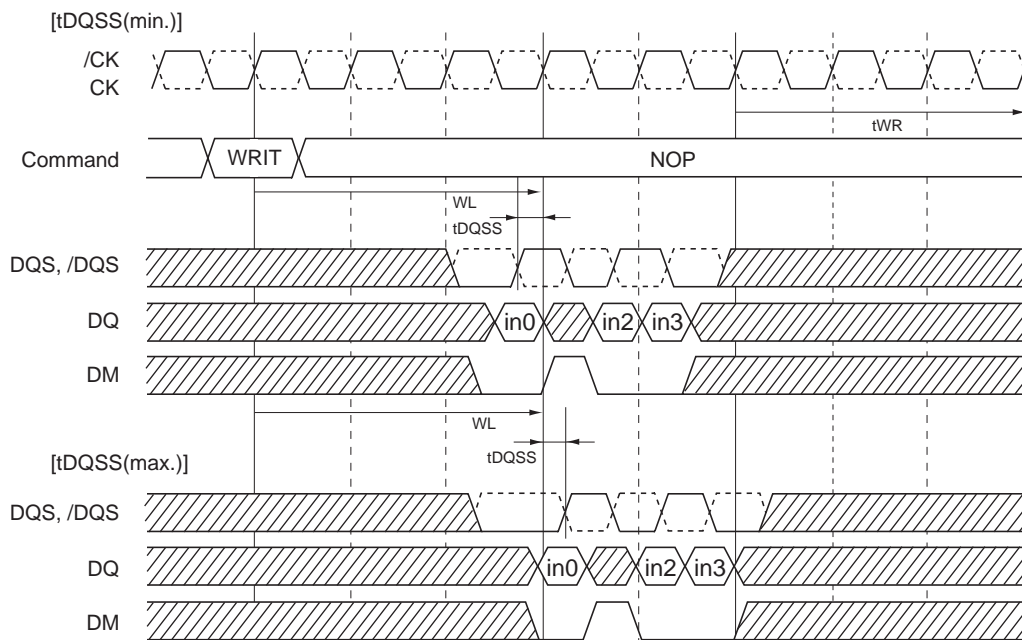 [tDQSS(min.)]
/CK
CK
tWR
Command WRIT NOP
WL
tDQSS
DQS, /DQS
DQ in0 in2 in3
DM
WL
tDQSS
[tDQSS(max.)]
DQS, /DQS
DQ in0 in2 in3
DM